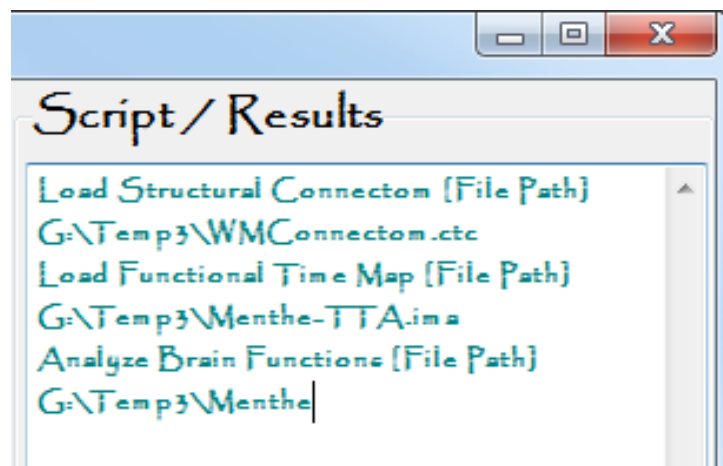 Script / Results
Load Structural Connectom [File Path]
G:\Temp3\WMConnectom.ctc
Load Functional Time Map [File Path]
G:\Temp3\Menthe-TTA.ima
Analyze Brain Functions [File Path]
G:\Temp3\Menthe